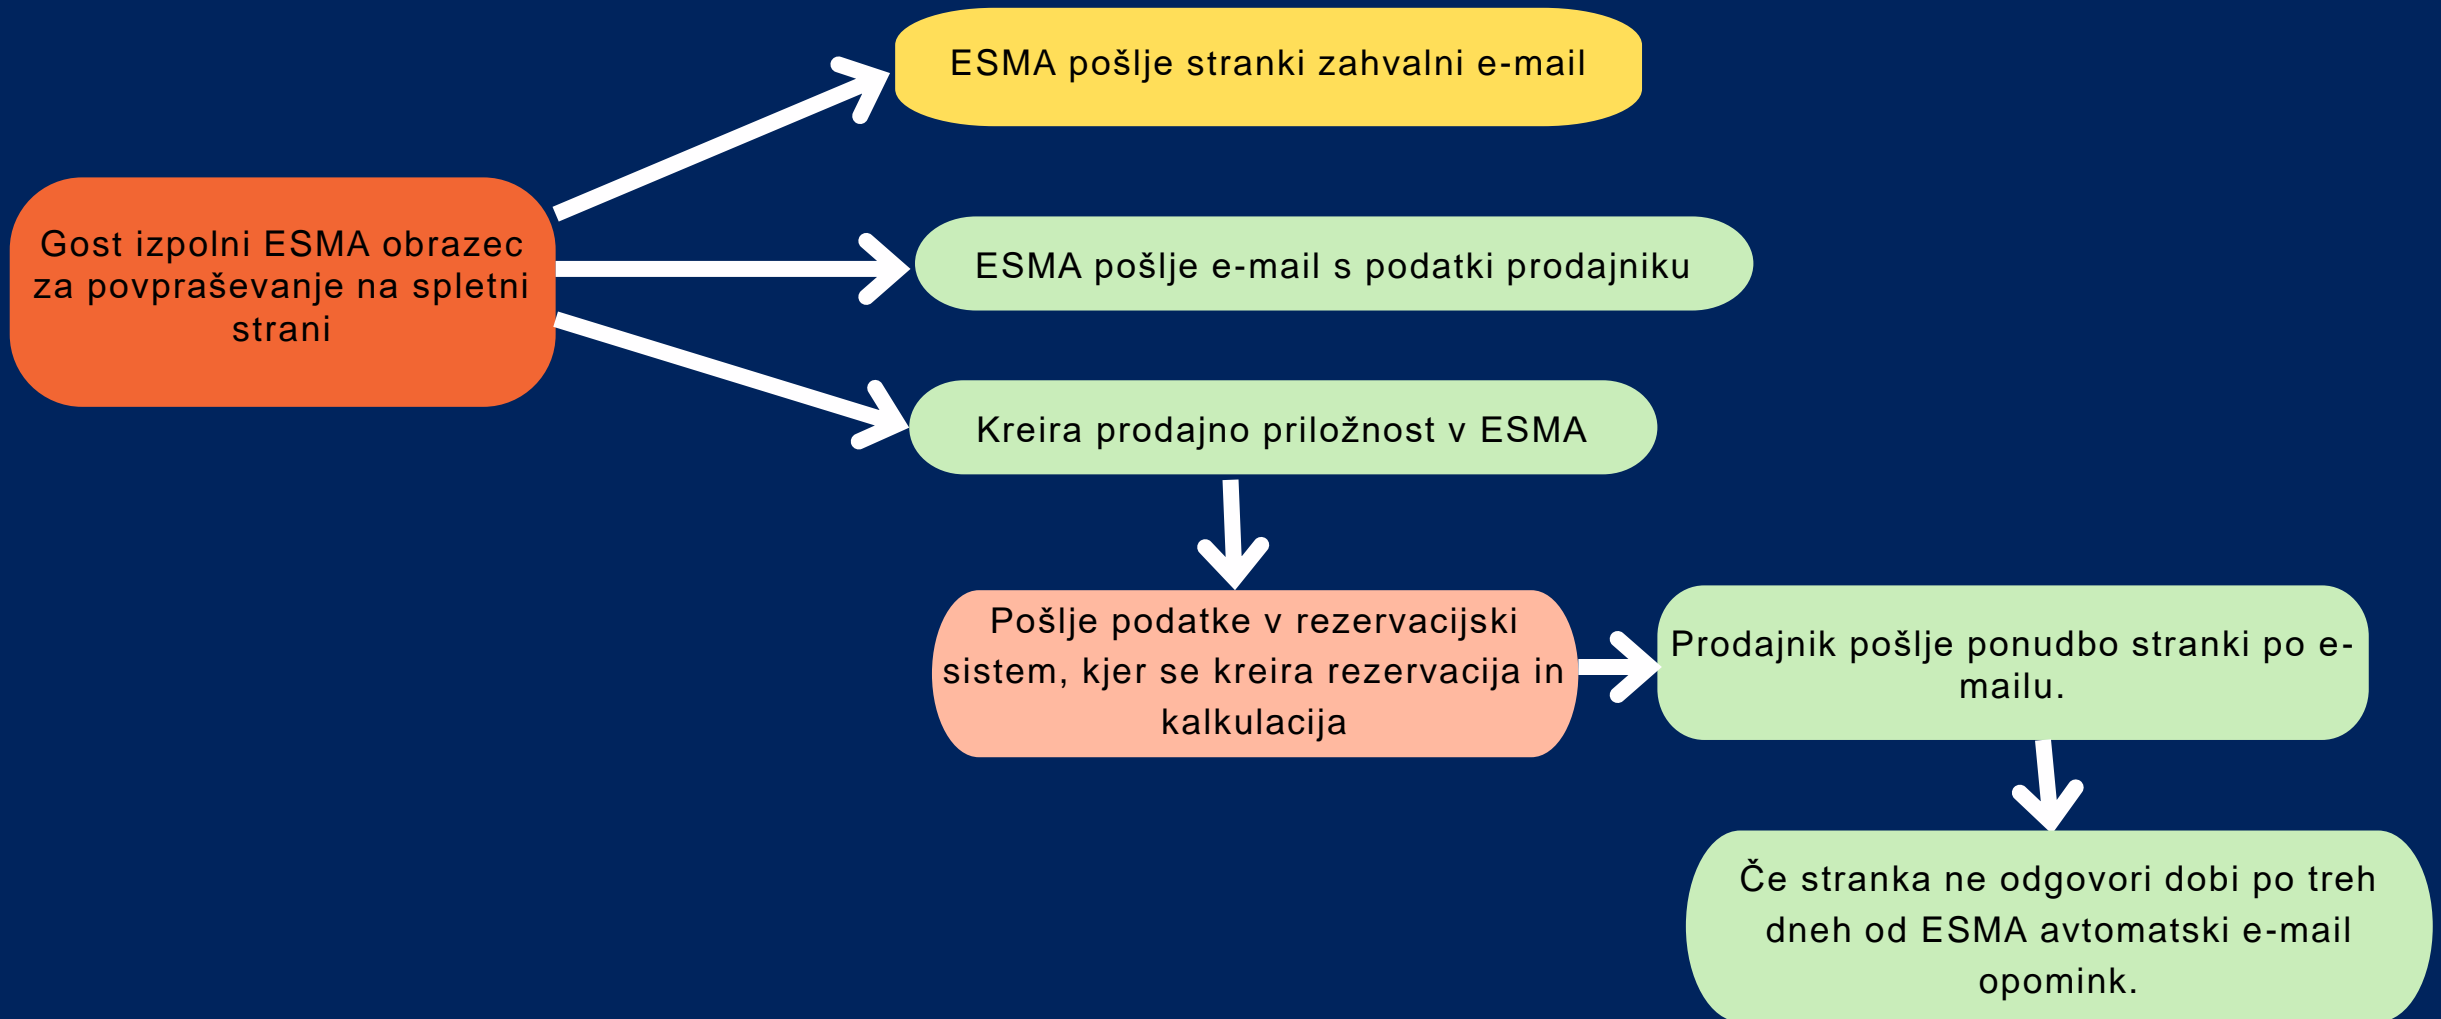 ESMA pošlje stranki zahvalni e-mail
Gost izpolni ESMA obrazec
za povpraševanje na spletni
strani
ESMA pošlje e-mail s podatki prodajniku
Kreira prodajno priložnost v ESMA
Pošlje podatke v rezervacijski
sistem, kjer se kreira rezervacija in
kalkulacija
Prodajnik pošlje ponudbo stranki po e-
mailu.
Če stranka ne odgovori dobi po treh
dneh od ESMA avtomatski e-mail
opomink.